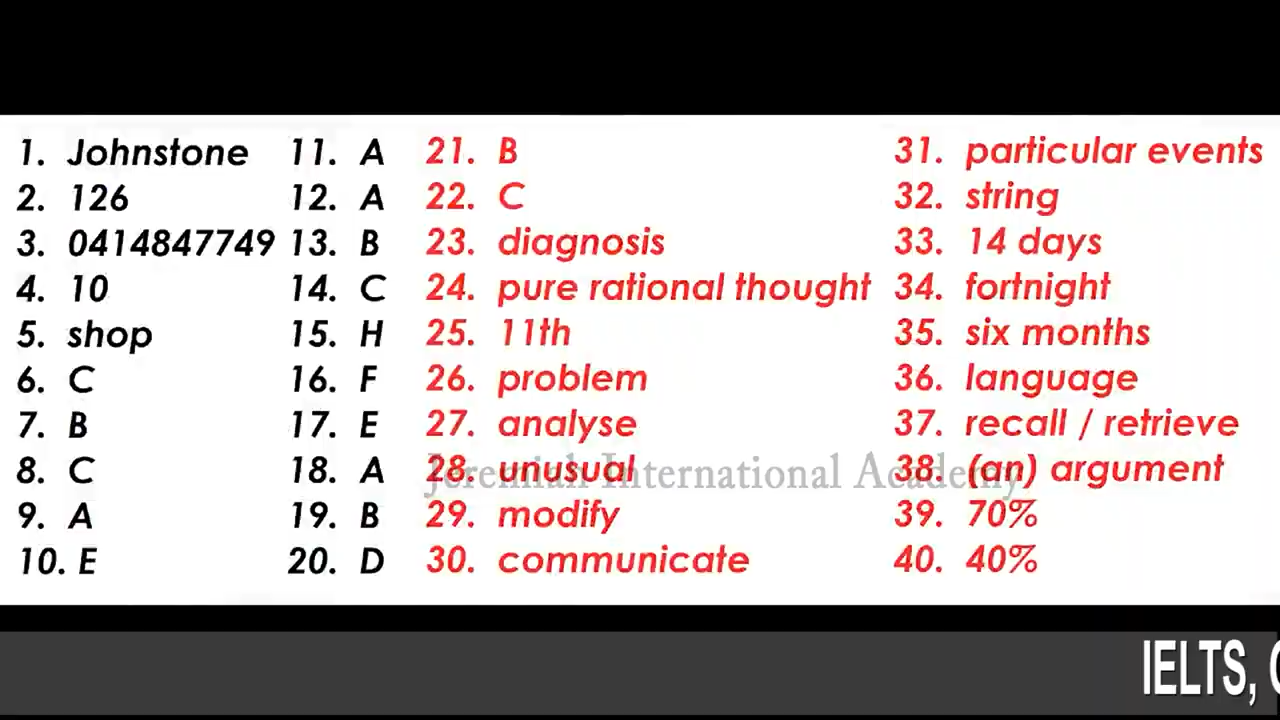 1. Johnstone
2. 126
3. 0414847749
4. 10
5. shop
6. C
7. B
8. C
9. A
10. E
11. A
12. A
13. B
14. C
15. H
16. F
17. E
18. A
19. B
20. D
21. B
22. C
23. diagnosis
24. pure rational thought
25. 11th
26. problem
27. analyse
28. unusual
29. modify
30. communicate
31. particular events
32. string
33. 14 days
34. fortnight
35. six months
36. language
37. recall / retrieve
38. (an) argument
39. 70%
40. 40%
Jeremiah International Academy
IELTS,